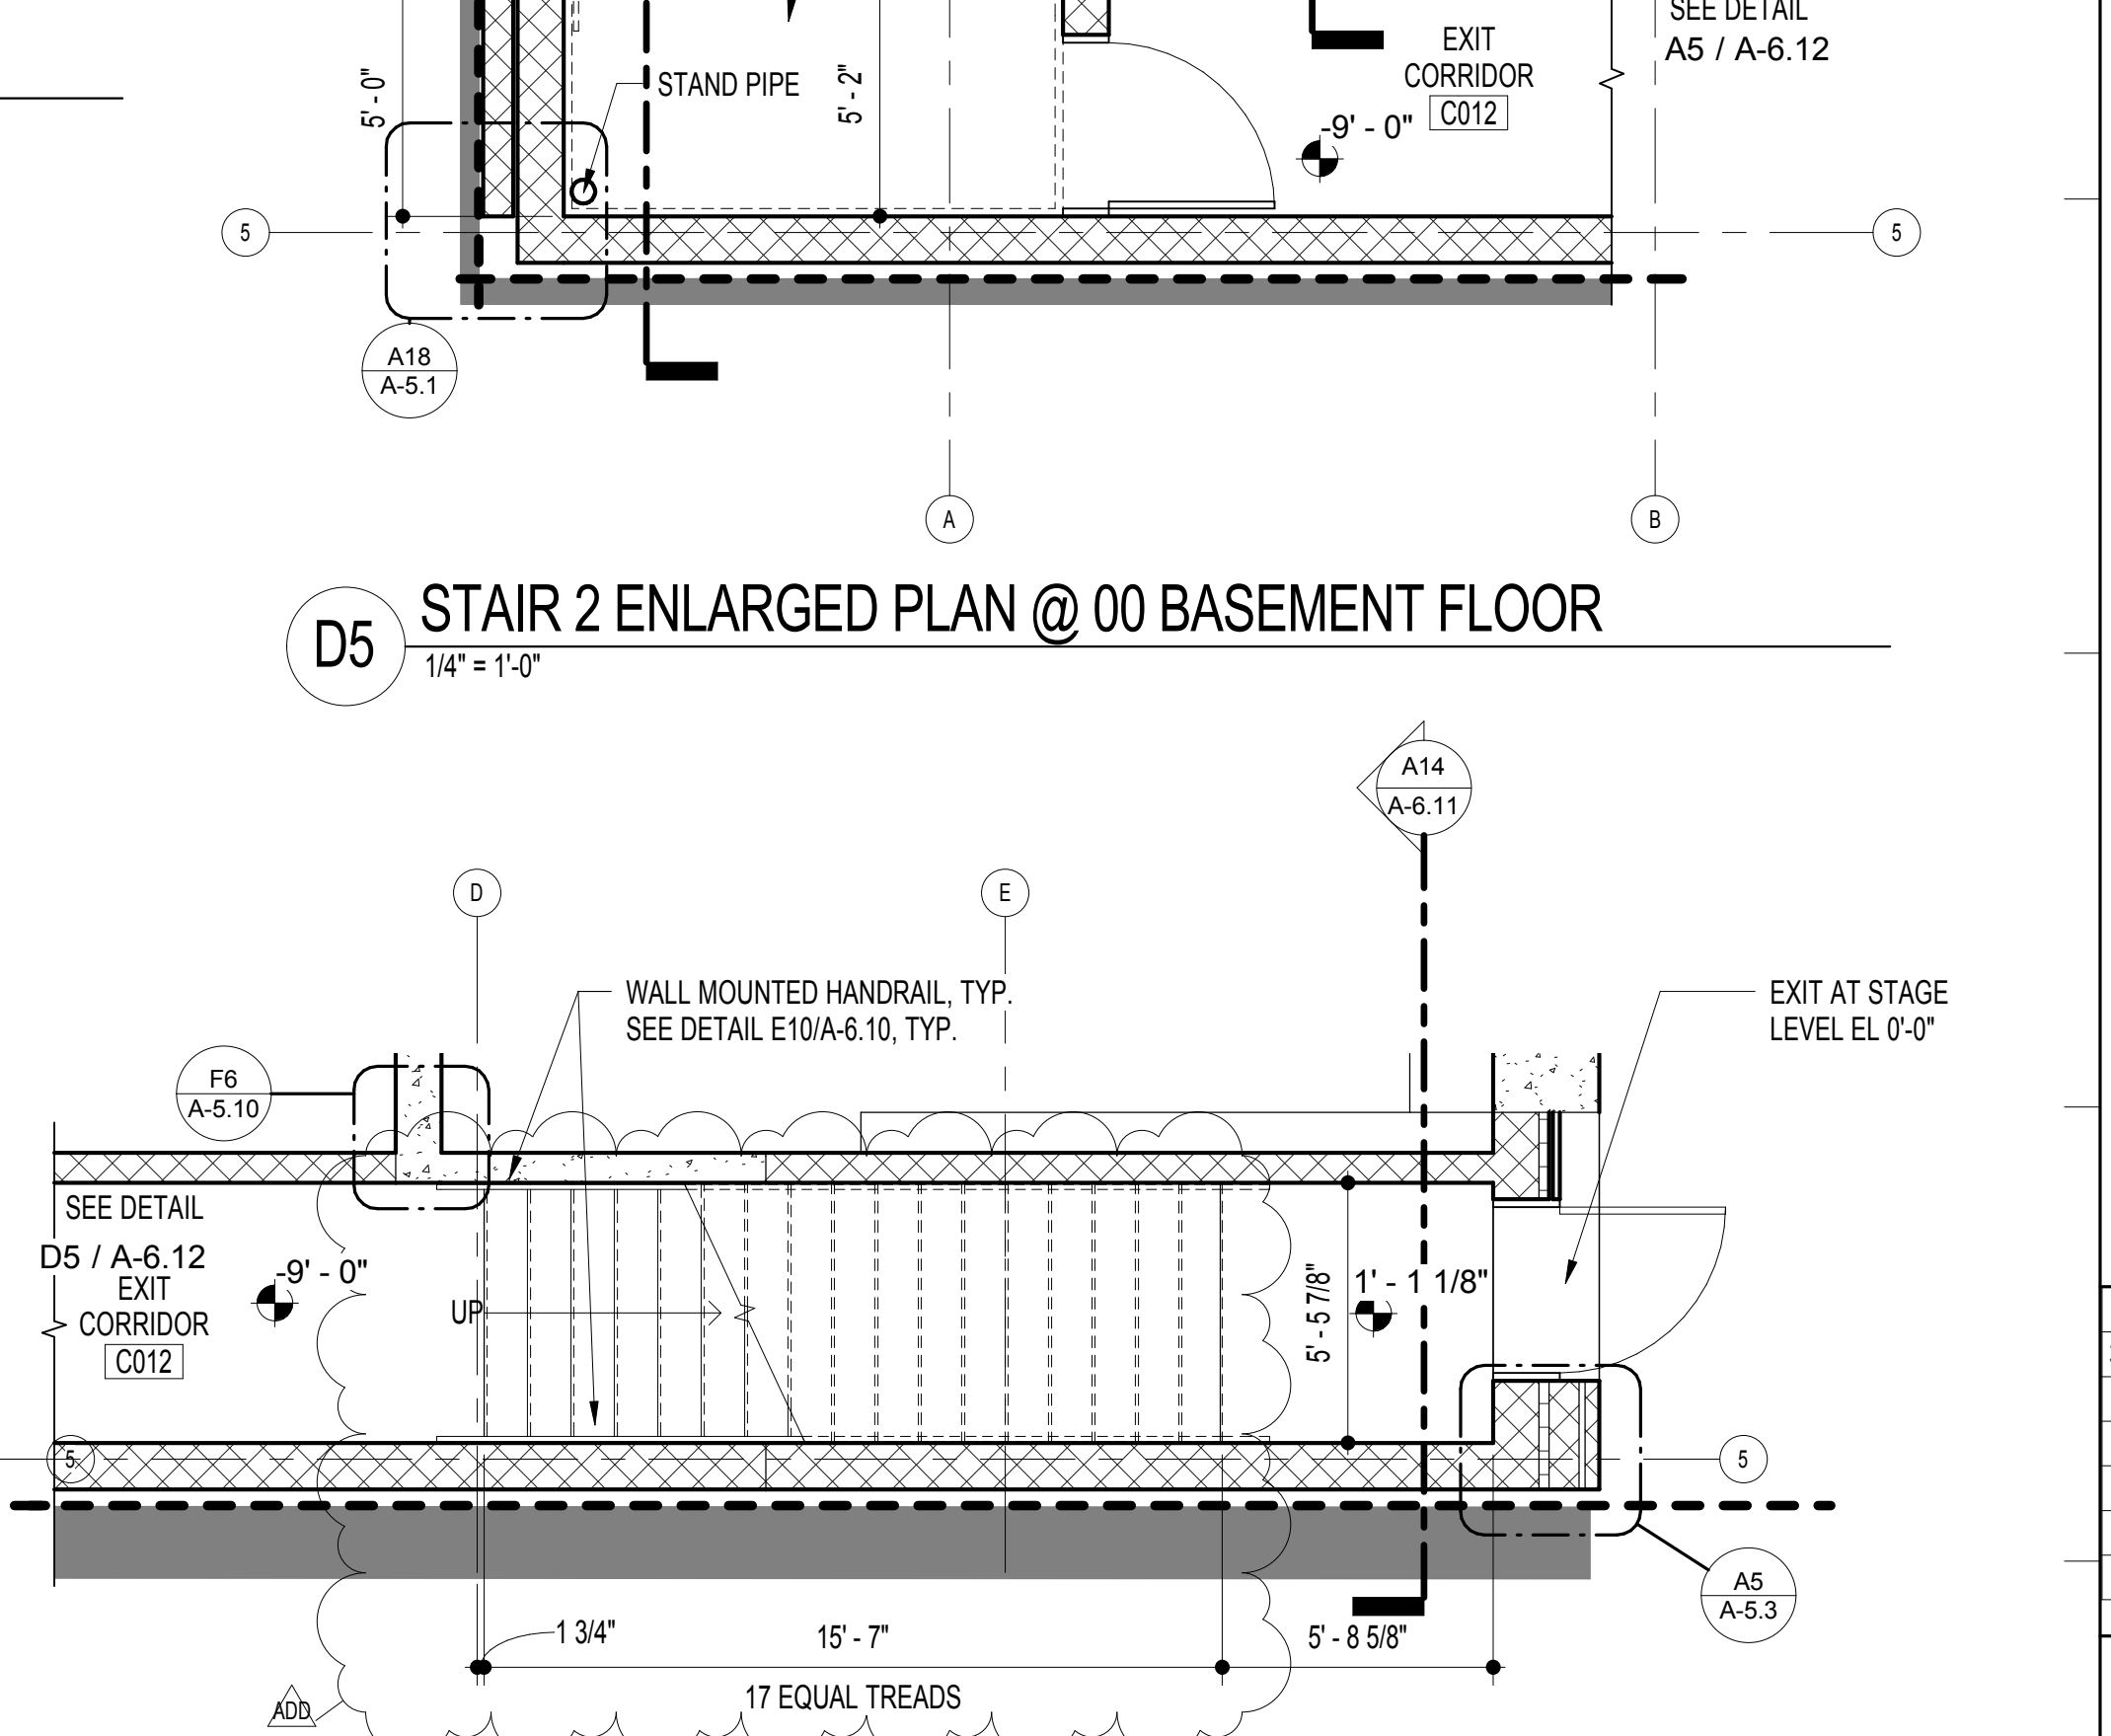 SEE DETAIL
A5 / A-6.12
EXIT
CORRIDOR
C012
-9' - 0"
5' - 0"
STAND PIPE
5' - 2"
5
5
A18
A-5.1
A
B
D5
STAIR 2 ENLARGED PLAN @ 00 BASEMENT FLOOR
1/4" = 1'-0"
A14
A-6.11
D
E
WALL MOUNTED HANDRAIL, TYP.
SEE DETAIL E10/A-6.10, TYP.
EXIT AT STAGE
LEVEL EL 0'-0"
F6
A-5.10
SEE DETAIL
D5 / A-6.12
EXIT
CORRIDOR
C012
-9' - 0"
UP
5' - 5 7/8"
1' - 1 1/8"
5
5
A5
A-5.3
1 3/4"
15' - 7"
5' - 8 5/8"
17 EQUAL TREADS
ADD